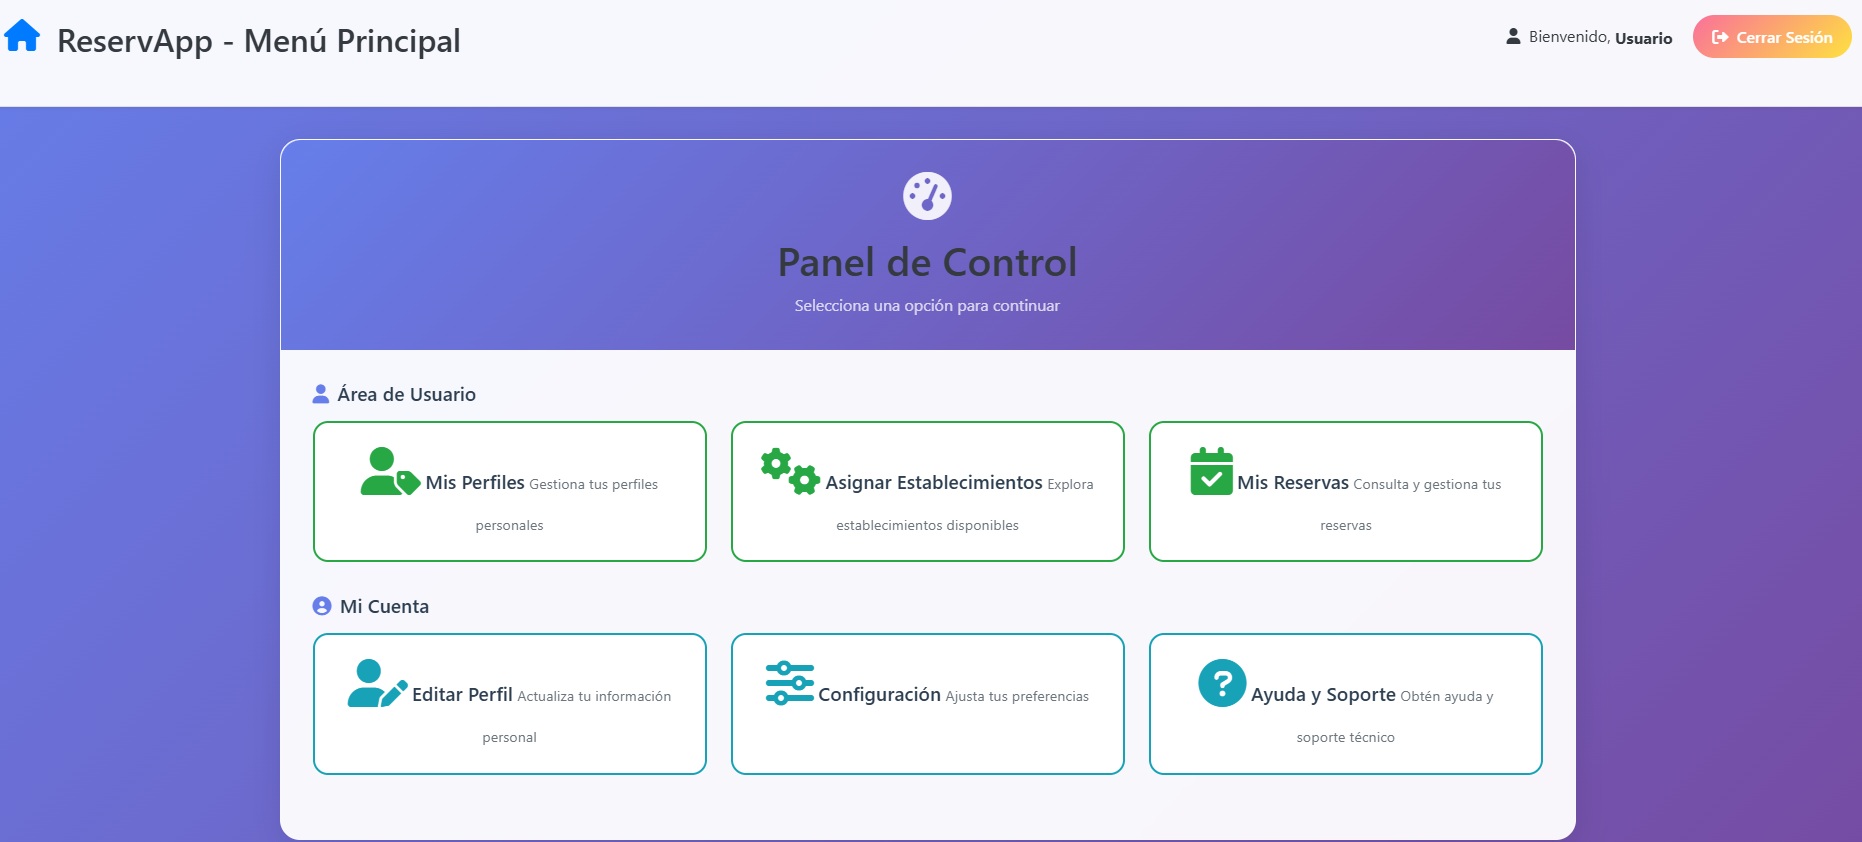 ReservApp - Menú Principal
Bienvenido, Usuario
Cerrar Sesión
Panel de Control
Selecciona una opción para continuar
Área de Usuario
Mis Perfiles Gestiona tus perfiles
personales
Asignar Establecimientos Explora
establecimientos disponibles
Mis Reservas Consulta y gestiona tus
reservas
Mi Cuenta
Editar Perfil Actualiza tu información
personal
Configuración Ajusta tus preferencias
Ayuda y Soporte Obtén ayuda y
soporte técnico